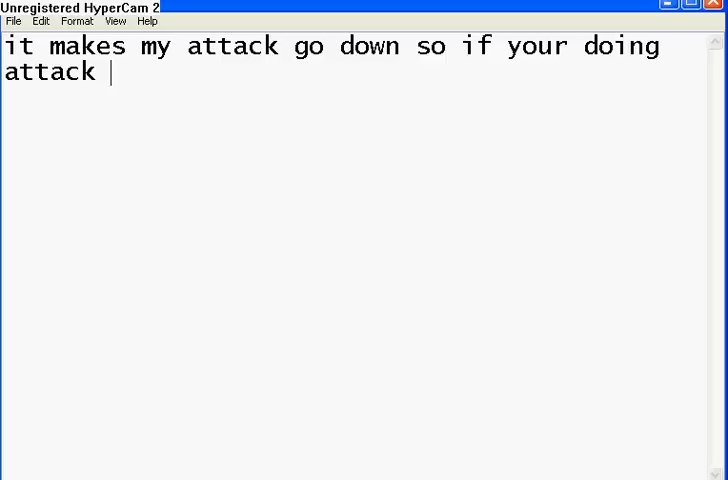 Unregistered HyperCam 2
File Edit Format View Help
it makes my attack go down so if your doing
attack